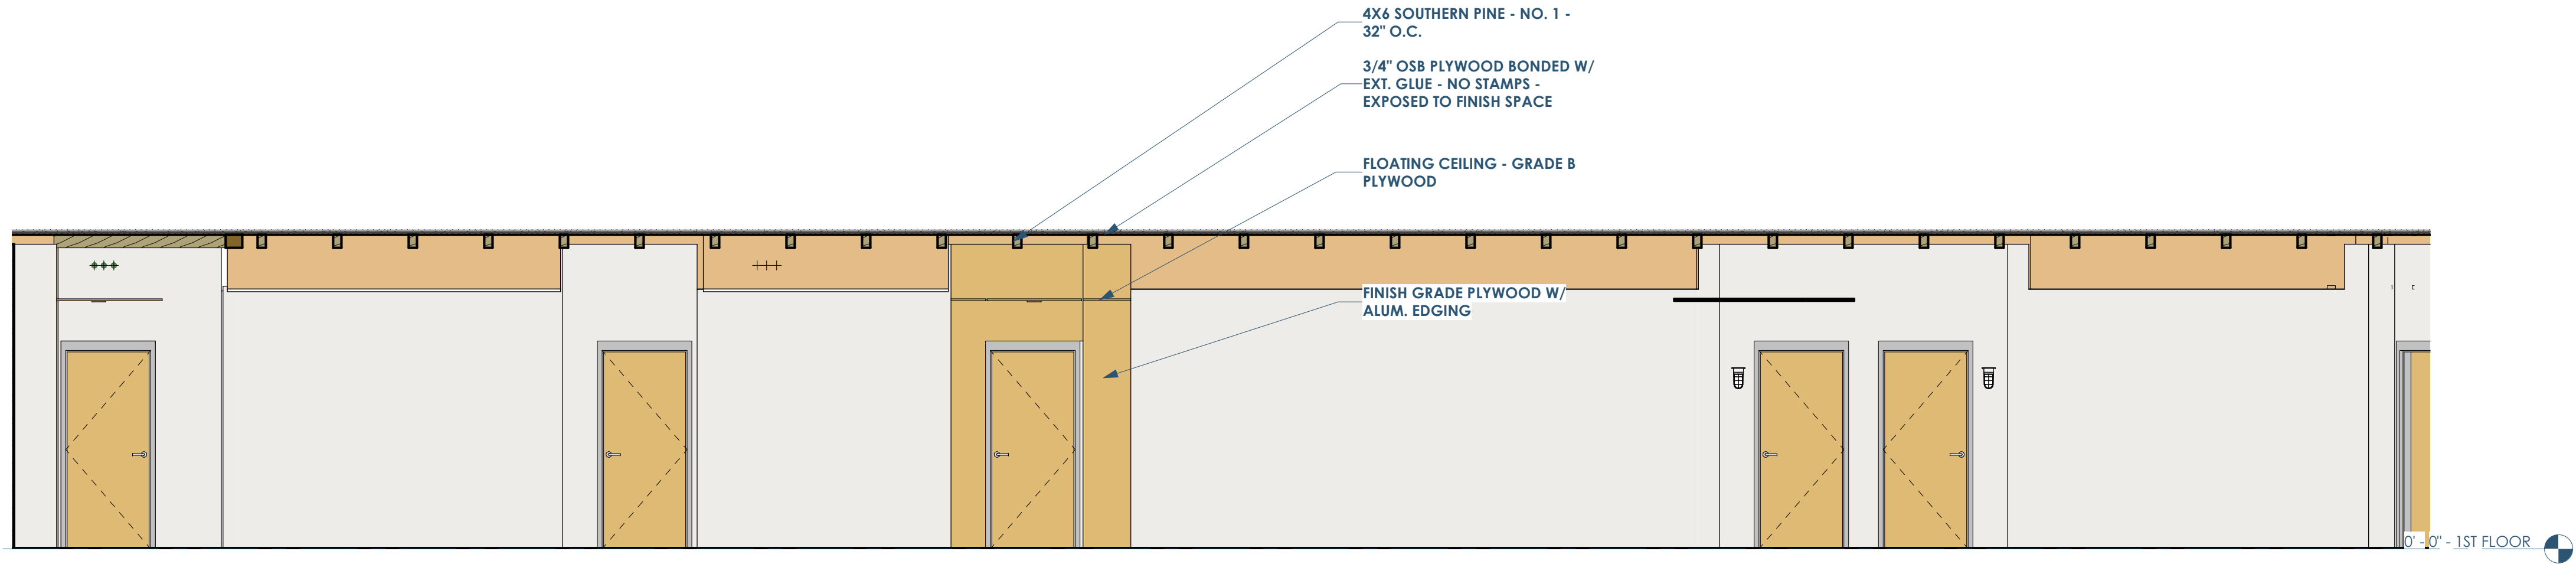 4X6 SOUTHERN PINE - NO. 1 -
32" O.C.
3/4" OSB PLYWOOD BONDED W/
EXT. GLUE - NO STAMPS -
EXPOSED TO FINISH SPACE
FLOATING CEILING - GRADE B
PLYWOOD
FINISH GRADE PLYWOOD W/
ALUM. EDGING
0' - 0" - 1ST FLOOR